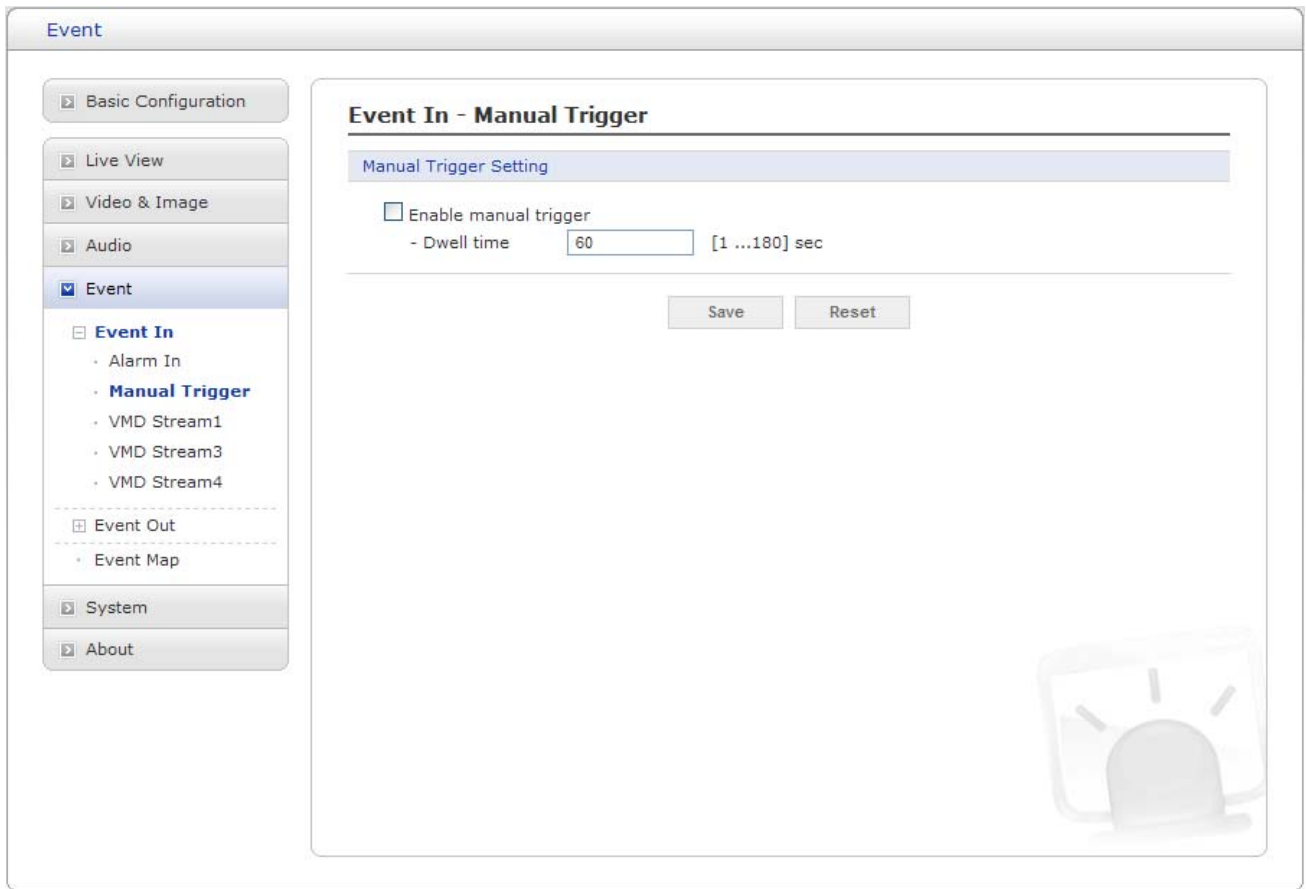 Event
Basic Configuration
Live View
Video & Image
Audio
Event
Event In
Alarm In
Manual Trigger
VMD Stream1
VMD Stream3
VMD Stream4
Event Out
Event Map
System
About
Event In - Manual Trigger
Manual Trigger Setting
Enable manual trigger
- Dwell time 60 [1 ...180] sec
Save Reset